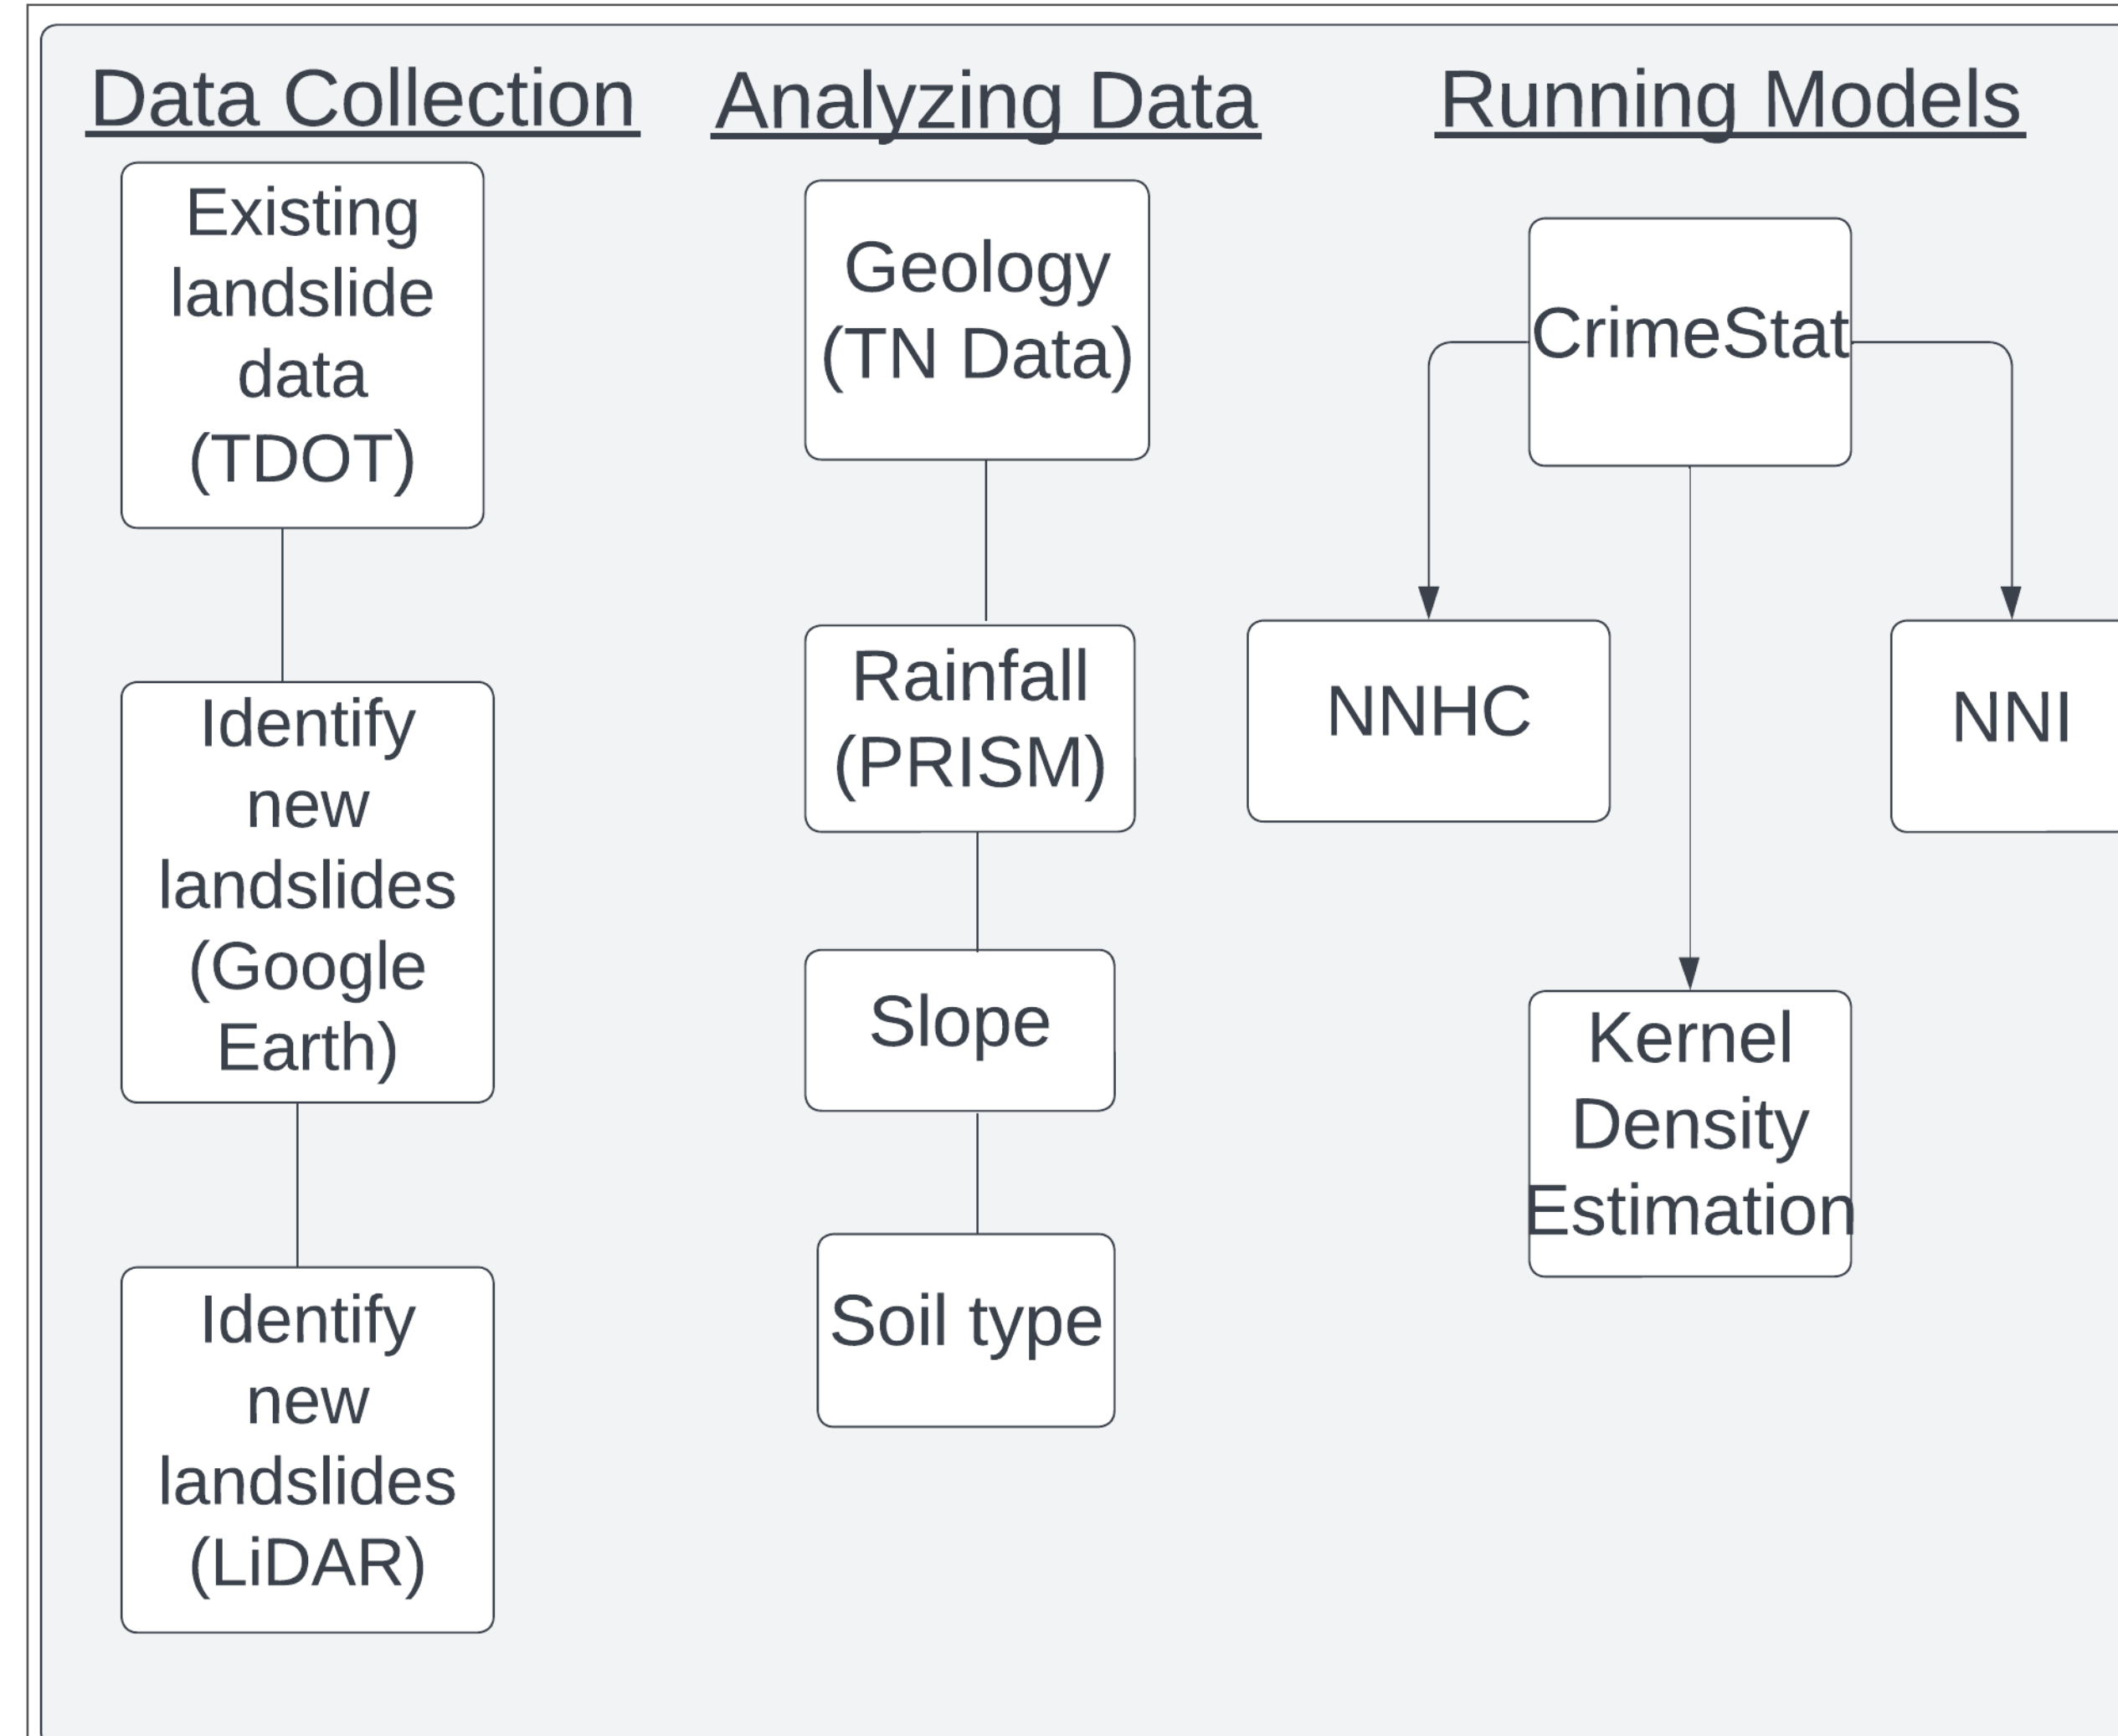 Data Collection
Existing
landslide
data
(TDOT)
Identify
new
landslides
(Google
Earth)
Identify
new
landslides
(LiDAR)
Analyzing Data
Geology
(TN Data)
Rainfall
(PRISM)
Slope
Soil type
Running Models
CrimeStat
NNHC
NNI
Kernel
Density
Estimation